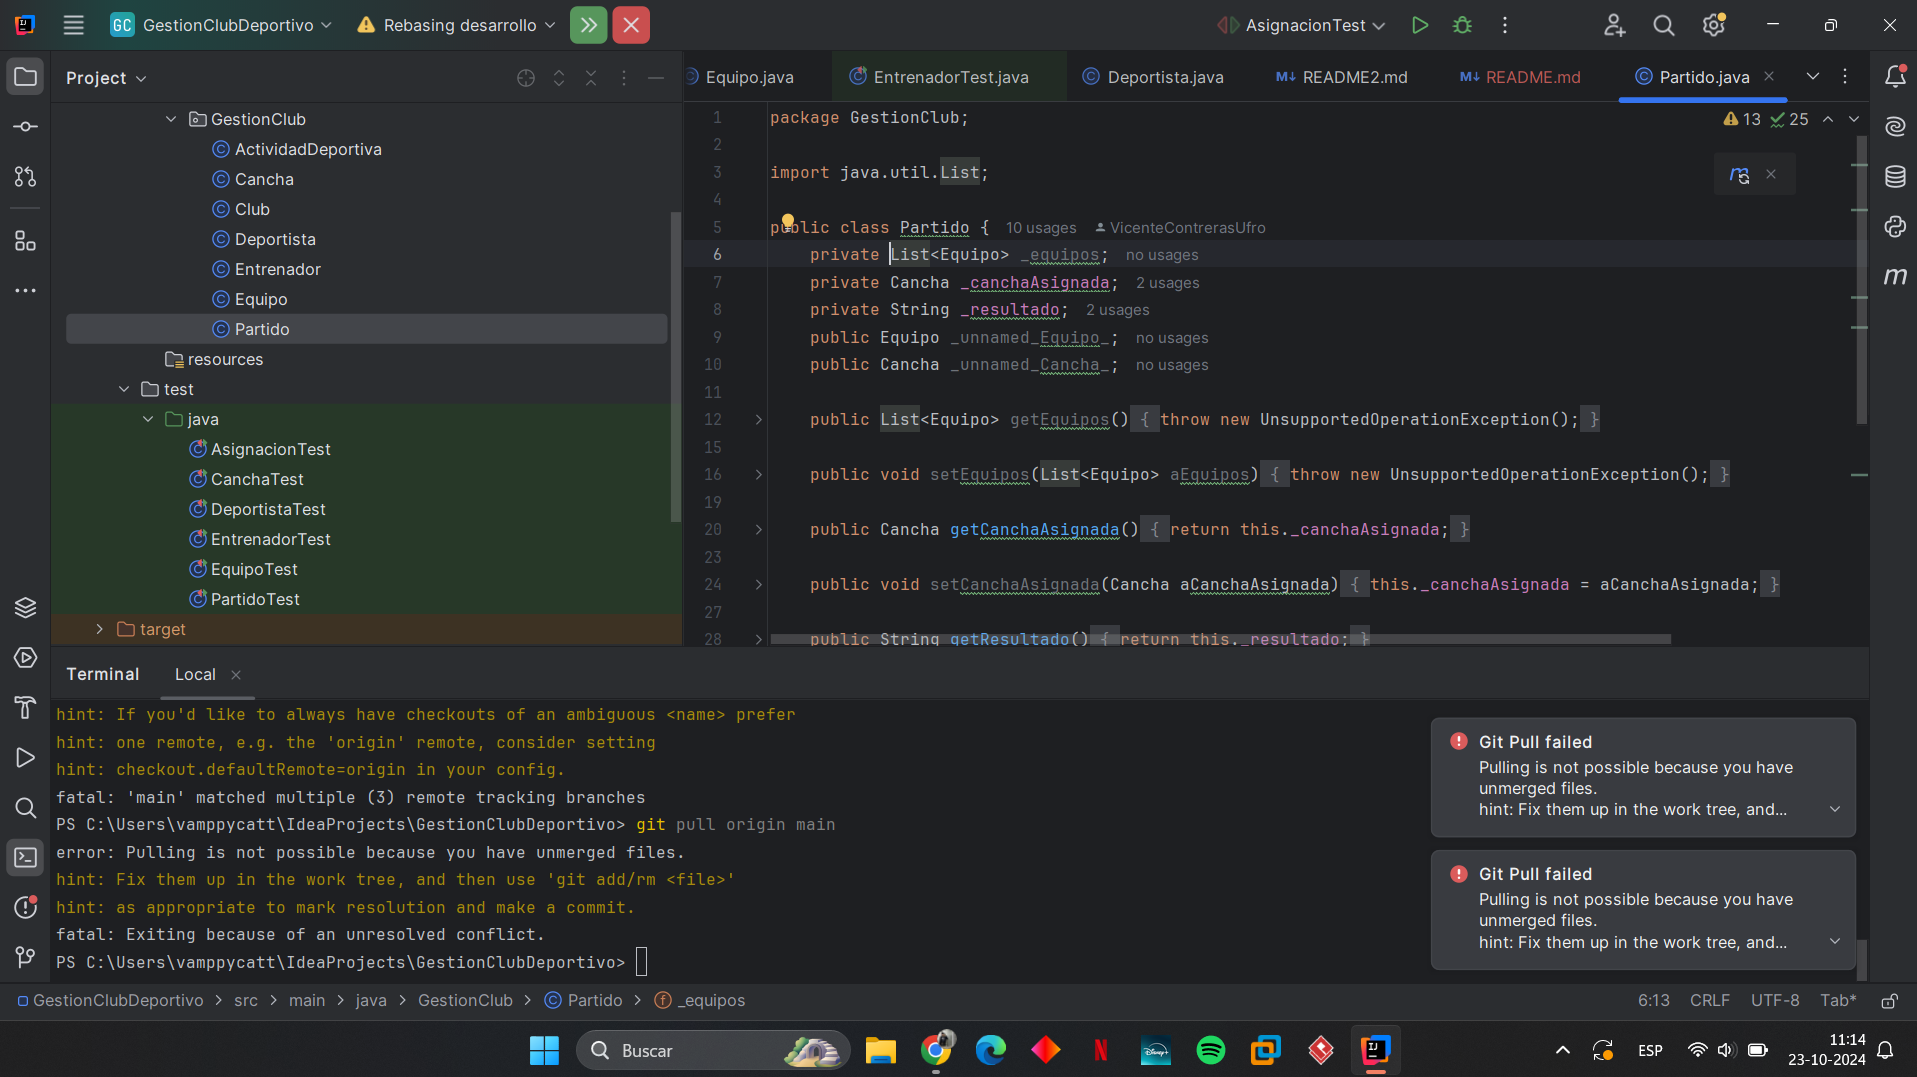 GC GestionClubDeportivo Rebasing desarrollo AsignacionTest
Project
Equipo.java EntrenadorTest.java Deportista.java README2.md README.md Partido.java
GestionClub
ActividadDeportiva
Cancha
Club
Deportista
Entrenador
Equipo
Partido
resources
test
java
AsignacionTest
CanchaTest
DeportistaTest
EntrenadorTest
EquipoTest
PartidoTest
target
13 25
1 package GestionClub;
2
3 import java.util.List;
4
5 public class Partido { 10 usages VicenteContrerasUfro
6 private List<Equipo> _equipos; no usages
7 private Cancha _canchaAsignada; 2 usages
8 private String _resultado; 2 usages
9 public Equipo _unnamed_Equipo_; no usages
10 public Cancha _unnamed_Cancha_; no usages
11
12 public List<Equipo> getEquipos() { throw new UnsupportedOperationException(); }
15
16 public void setEquipos(List<Equipo> aEquipos) { throw new UnsupportedOperationException(); }
19
20 public Cancha getCanchaAsignada() { return this._canchaAsignada; }
23
24 public void setCanchaAsignada(Cancha aCanchaAsignada) { this._canchaAsignada = aCanchaAsignada; }
27
28 public String getResultado() { return this._resultado; }
Terminal Local
hint: If you'd like to always have checkouts of an ambiguous <name> prefer
hint: one remote, e.g. the 'origin' remote, consider setting
hint: checkout.defaultRemote=origin in your config.
fatal: 'main' matched multiple (3) remote tracking branches
PS C:\Users\vamppycatt\IdeaProjects\GestionClubDeportivo> git pull origin main
error: Pulling is not possible because you have unmerged files.
hint: Fix them up in the work tree, and then use 'git add/rm <file>'
hint: as appropriate to mark resolution and make a commit.
fatal: Exiting because of an unresolved conflict.
PS C:\Users\vamppycatt\IdeaProjects\GestionClubDeportivo>
Git Pull failed
Pulling is not possible because you have
unmerged files.
hint: Fix them up in the work tree, and...
Git Pull failed
Pulling is not possible because you have
unmerged files.
hint: Fix them up in the work tree, and...
GestionClubDeportivo > src > main > java > GestionClub > Partido > _equipos 6:13 CRLF UTF-8 Tab*
Buscar
ESP
11:14
23-10-2024